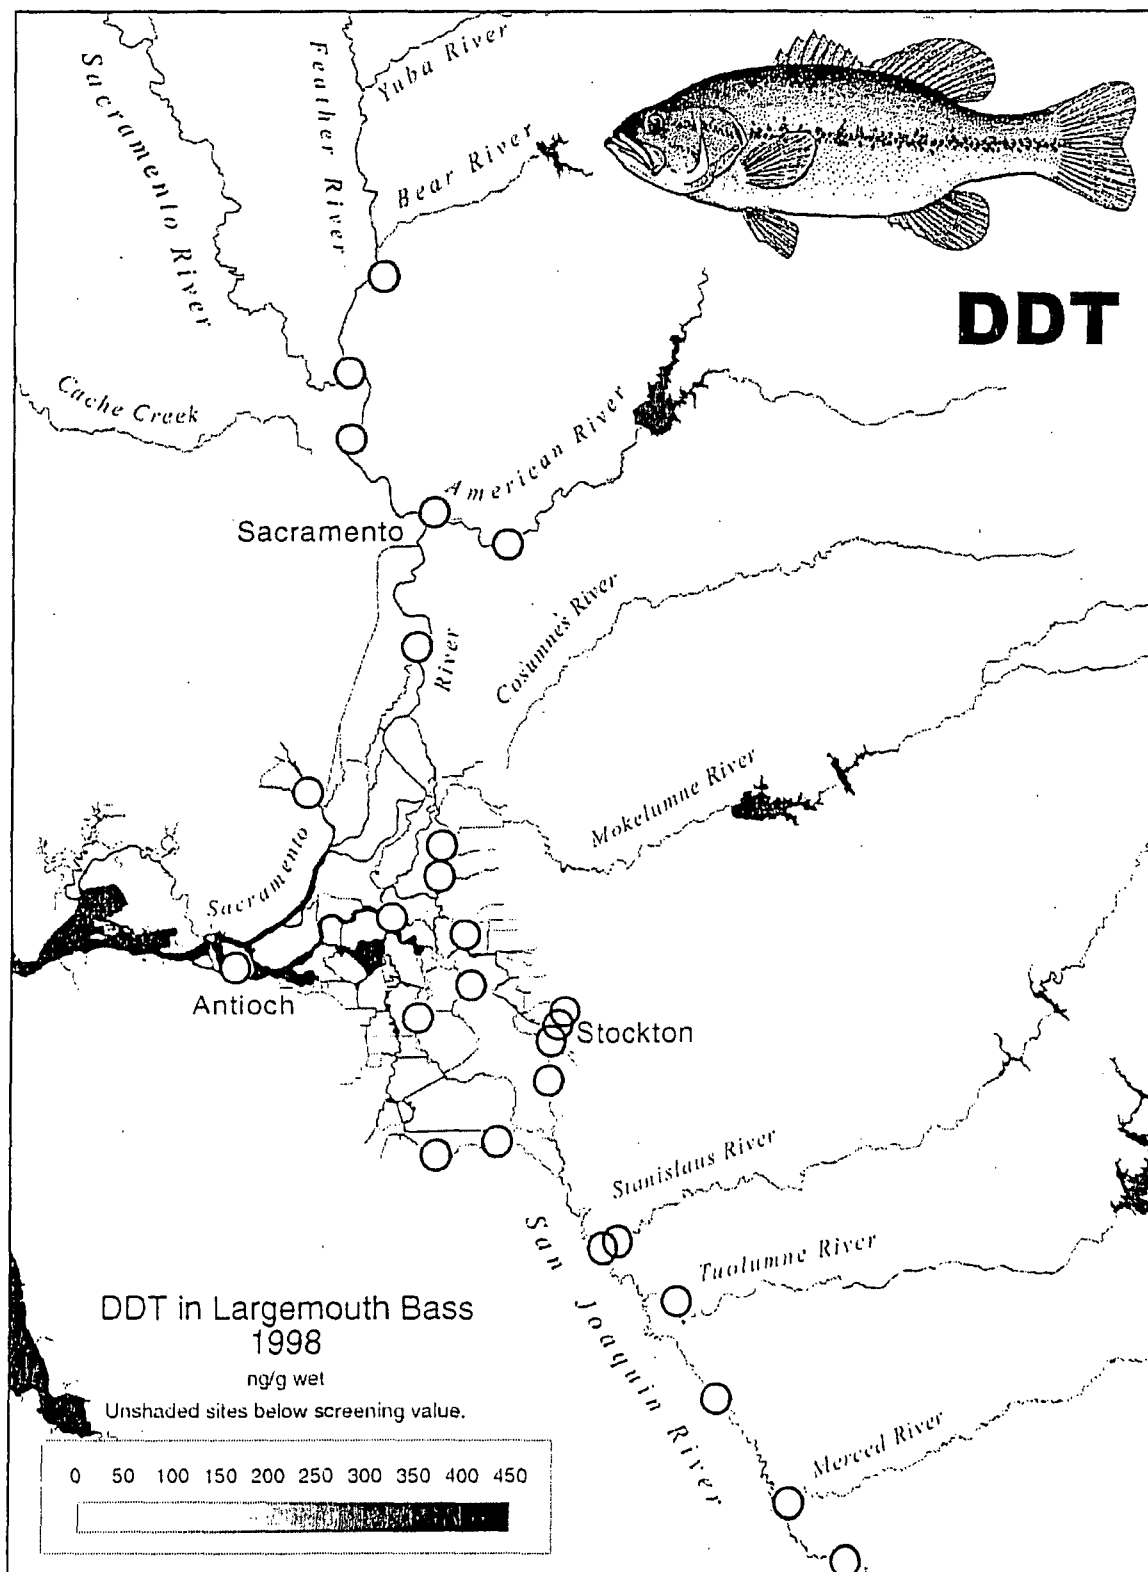 Sacramento River
Feather River
Yuba River
Bear River
DDT
Cache Creek
American River
Sacramento
Cosumnes River
River
Mokelumne River
Sacramento
Antioch
Stockton
Stanislaus River
San Joaquin River
Tuolumne River
Merced River
DDT in Largemouth Bass
1998
ng/g wet
Unshaded sites below screening value.
0 50 100 150 200 250 300 350 400 450